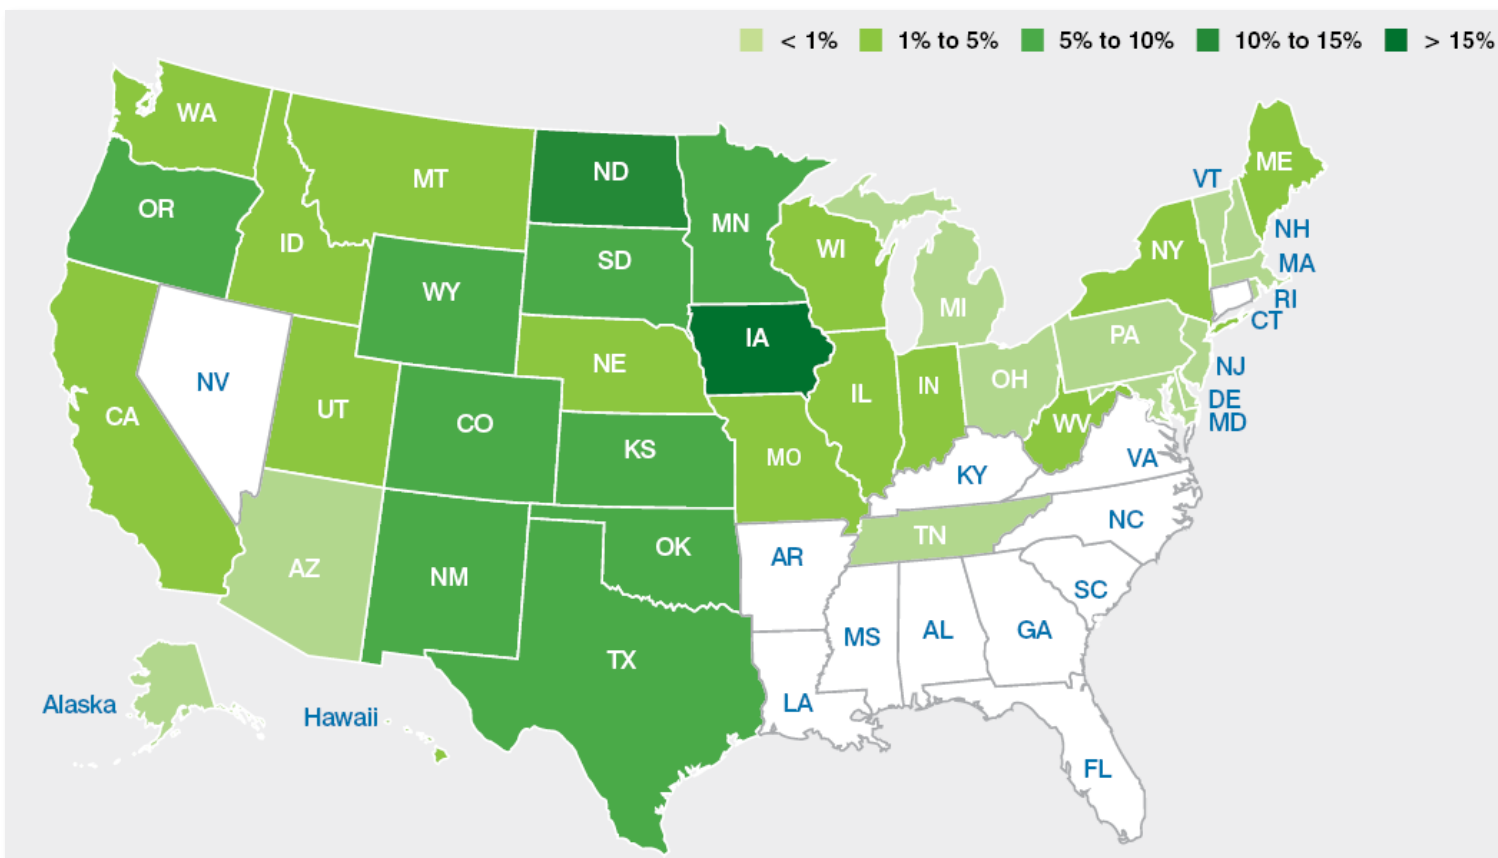 < 1% 1% to 5% 5% to 10% 10% to 15% > 15%
WA
MT
ND
MN
OR
ID
WY
SD
WI
MI
NY
VT
ME
NH
MA
RI
CT
NV
UT
CO
NE
IA
IL
IN
OH
PA
NJ
DE
MD
CA
KS
MO
KY
WV
VA
AZ
NM
OK
AR
TN
NC
SC
TX
LA
MS
AL
GA
FL
Alaska
Hawaii